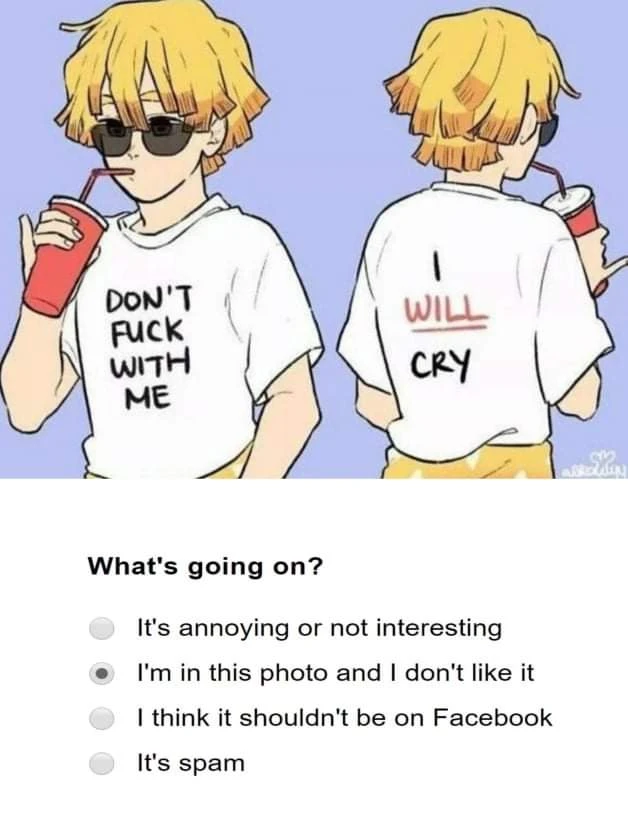 DON'T
FUCK
WITH
ME
I
WILL
CRY
What's going on?
It's annoying or not interesting
I'm in this photo and I don't like it
I think it shouldn't be on Facebook
It's spam